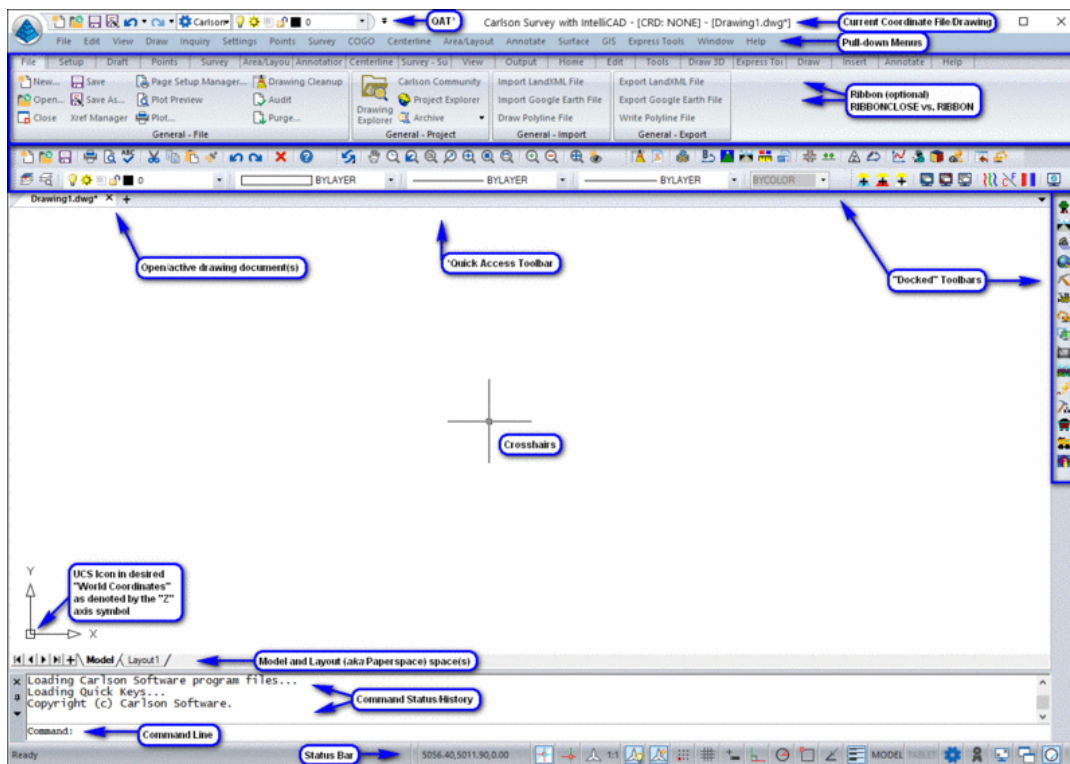 Carlson
0
QAT*
Carlson Survey with IntelliCAD - [CRD: NONE] - [Drawing1.dwg*]
Current Coordinate File/Drawing
File Edit View Draw Inquiry Settings Points Survey COGO Centerline Area/Layout Annotate Surface GIS Express Tools Window Help
Pull-down Menus
File Setup Draft Points Survey Area/Layou Annotation Centerline Survey - Su View Output Home Edit Tools Draw 3D Express Too Draw Insert Annotate Help
New... Save Page Setup Manager... Drawing Cleanup Carlson Community Import LandXML File Export LandXML File
Open... Save As... Plot Preview Audit Project Explorer Import Google Earth File Export Google Earth File
Close Xref Manager Plot... Purge... Drawing Explorer Archive Draw Polyline File Write Polyline File
General - File General - Project General - Import General - Export
Ribbon (optional)
RIBBONCLOSE vs. RIBBON
ABC
0 BYLAYER BYLAYER BYLAYER BYCOLOR
Drawing1.dwg*
Open/active drawing document(s)
*Quick Access Toolbar
"Docked" Toolbars
Crosshairs
Y
UCS Icon in desired
"World Coordinates"
as denoted by the "Z"
axis symbol
X
Model Layout1
Model and Layout (aka Paperspace) space(s)
Loading Carlson Software program files...
Loading Quick Keys...
Copyright (c) Carlson Software.
Command Status/History
Command:
Command Line
Ready
Status Bar
5056.40,5011.90,0.00
1:1
MODEL
TABLET